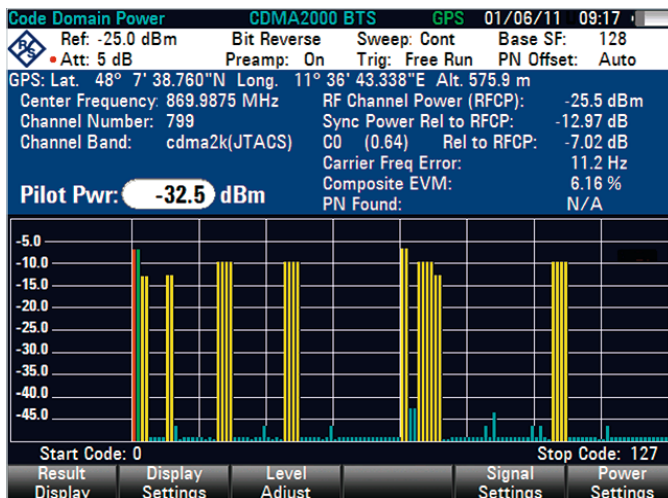 Code Domain Power CDMA2000 BTS GPS 01/06/11 09:17
Ref: -25.0 dBm Bit Reverse Sweep: Cont Base SF: 128
Att: 5 dB Preamp: On Trig: Free Run PN Offset: Auto
GPS: Lat. 48° 7' 38.760"N Long. 11° 36' 43.338"E Alt. 575.9 m
Center Frequency: 869.9875 MHz RF Channel Power (RFCP): -25.5 dBm
Channel Number: 799 Sync Power Rel to RFCP: -12.97 dB
Channel Band: cdma2k(JTACS) C0 (0.64) Rel to RFCP: -7.02 dB
Carrier Freq Error: 11.2 Hz
Pilot Pwr: -32.5 dBm Composite EVM: 6.16 %
PN Found: N/A
-5.0
-10.0
-15.0
-20.0
-25.0
-30.0
-35.0
-40.0
-45.0
Start Code: 0 Stop Code: 127
Result Display Level Signal Power
Display Settings Adjust Settings Settings